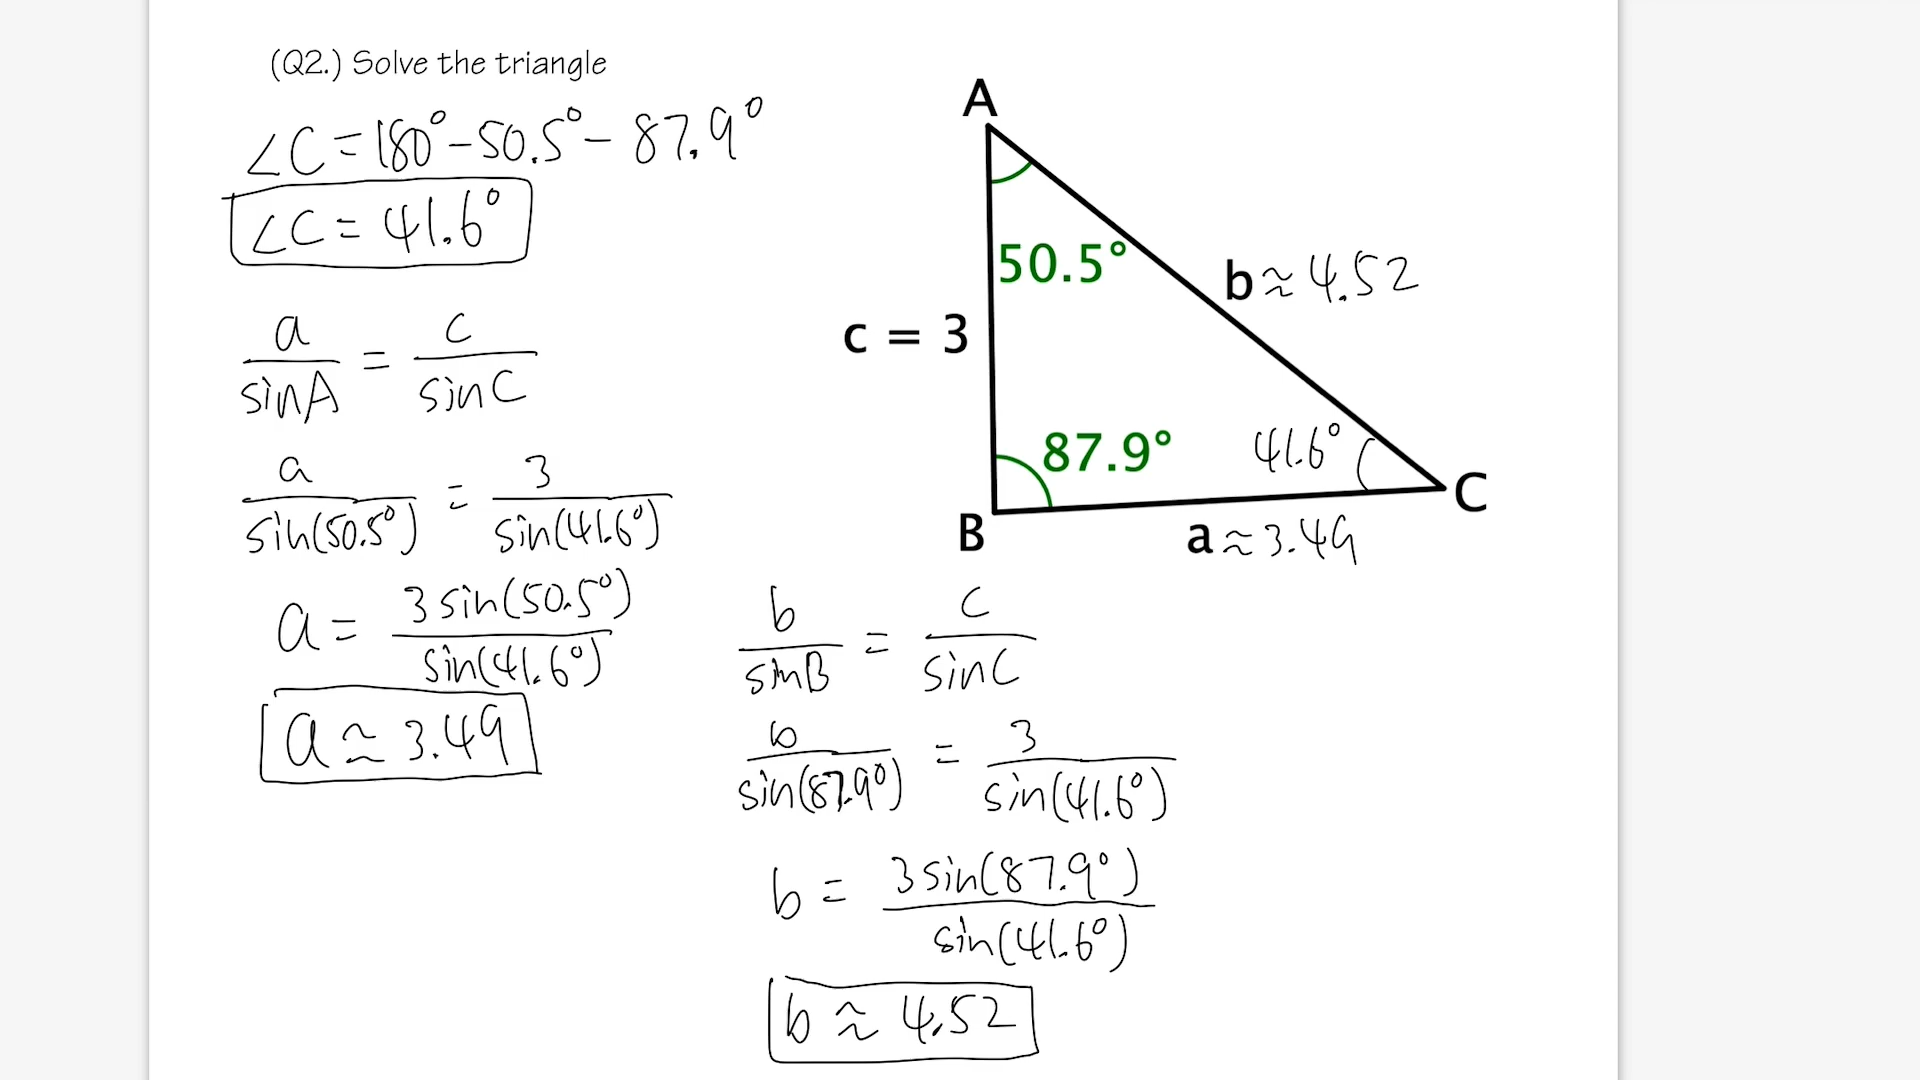 (Q2.) Solve the triangle
∠C = 180° - 50.5° - 87.9°
∠C = 41.6°
a/sinA = c/sinC
a/sin(50.5°) = 3/sin(41.6°)
a = 3sin(50.5°)/sin(41.6°)
a ≈ 3.49
A
50.5°
b ≈ 4.52
c = 3
87.9°
41.6°
B
C
a ≈ 3.49
b/sinB = c/sinC
b/sin(87.9°) = 3/sin(41.6°)
b = 3sin(87.9°)/sin(41.6°)
b ≈ 4.52